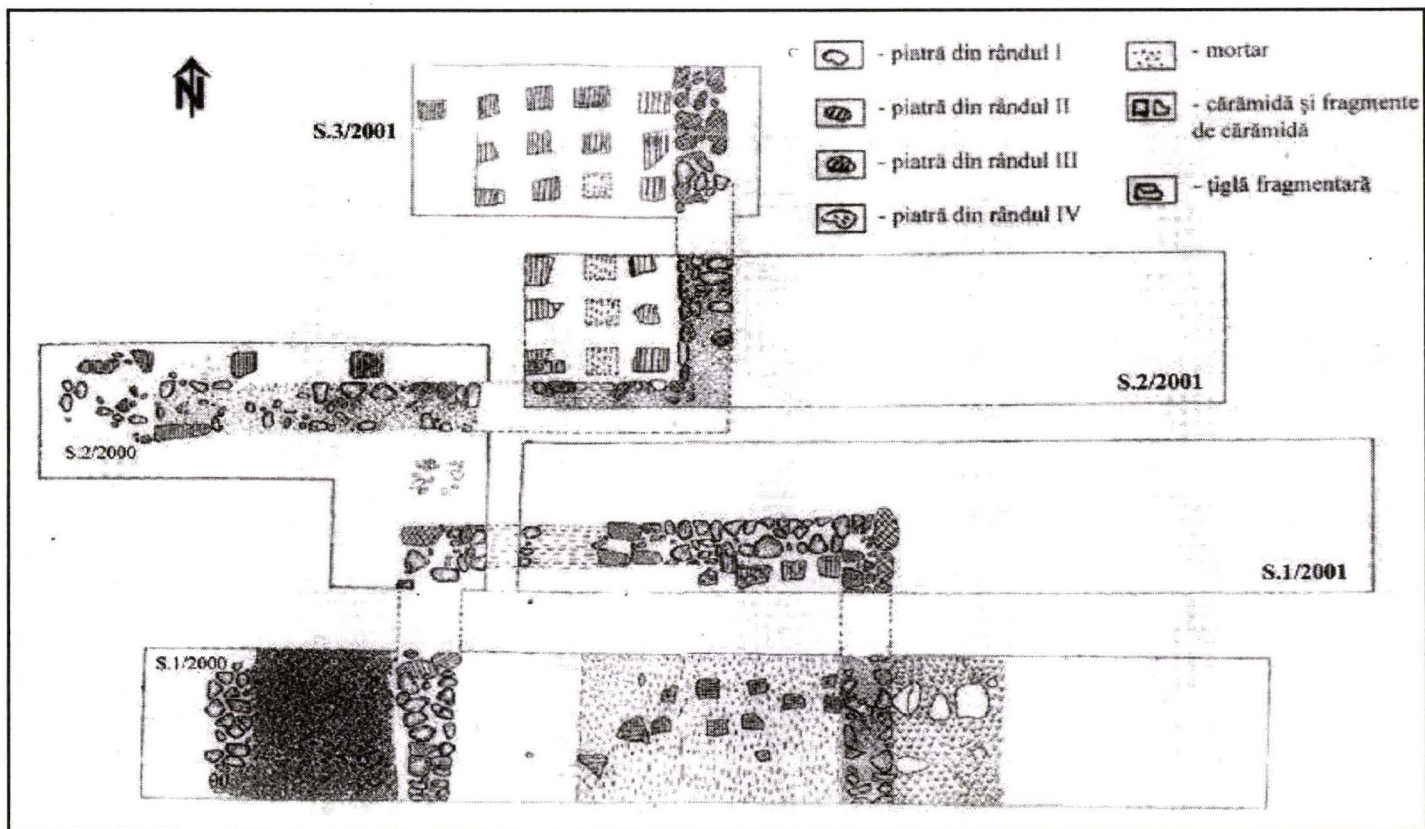 N
S.3/2001
- piatră din rândul I
- piatră din rândul II
- piatră din rândul III
- piatră din rândul IV
- mortar
- cărămidă şi fragmente
de cărămidă
- ţiglă fragmentară
S.2/2001
S.2/2000
S.1/2001
S.1/2000